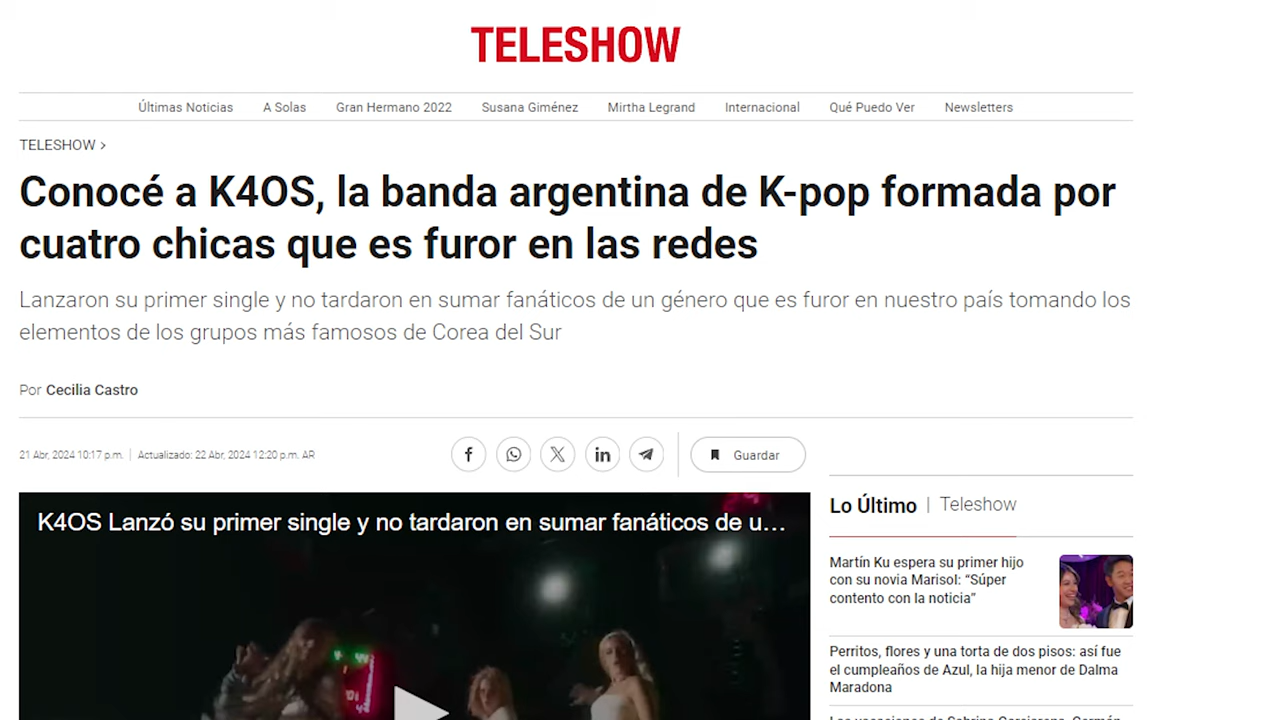 TELESHOW
Últimas Noticias A Solas Gran Hermano 2022 Susana Giménez Mirtha Legrand Internacional Qué Puedo Ver Newsletters
TELESHOW >
Conocé a K4OS, la banda argentina de K-pop formada por
cuatro chicas que es furor en las redes
Lanzaron su primer single y no tardaron en sumar fanáticos de un género que es furor en nuestro país tomando los
elementos de los grupos más famosos de Corea del Sur
Por Cecilia Castro
21 Abr, 2024 10:17 p.m. | Actualizado: 22 Abr, 2024 12:20 p.m. AR
Guardar
K4OS Lanzó su primer single y no tardaron en sumar fanáticos de u...
Lo Último | Teleshow
Martín Ku espera su primer hijo
con su novia Marisol: “Súper
contento con la noticia”
Perritos, flores y una torta de dos pisos: así fue
el cumpleaños de Azul, la hija menor de Dalma
Maradona